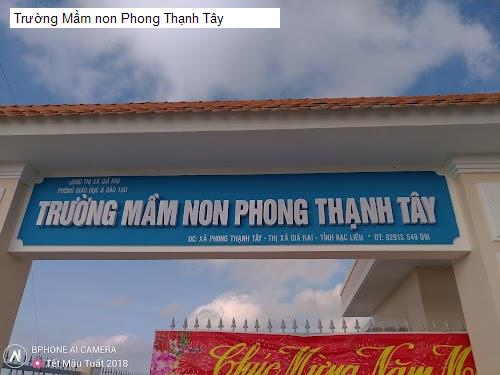 Trường Mầm non Phong Thạnh Tây
UBND THỊ XÃ GIÁ RAI
PHÒNG GIÁO DỤC & ĐÀO TẠO
TRƯỜNG MẦM NON PHONG THẠNH TÂY
ĐC: XÃ PHONG THẠNH TÂY - THỊ XÃ GIÁ RAI - TỈNH BẠC LIÊU * ĐT: 02913.549 091
Chúc Mừng Năm M
BPHONE AI CAMERA
Tết Mậu Tuất 2018